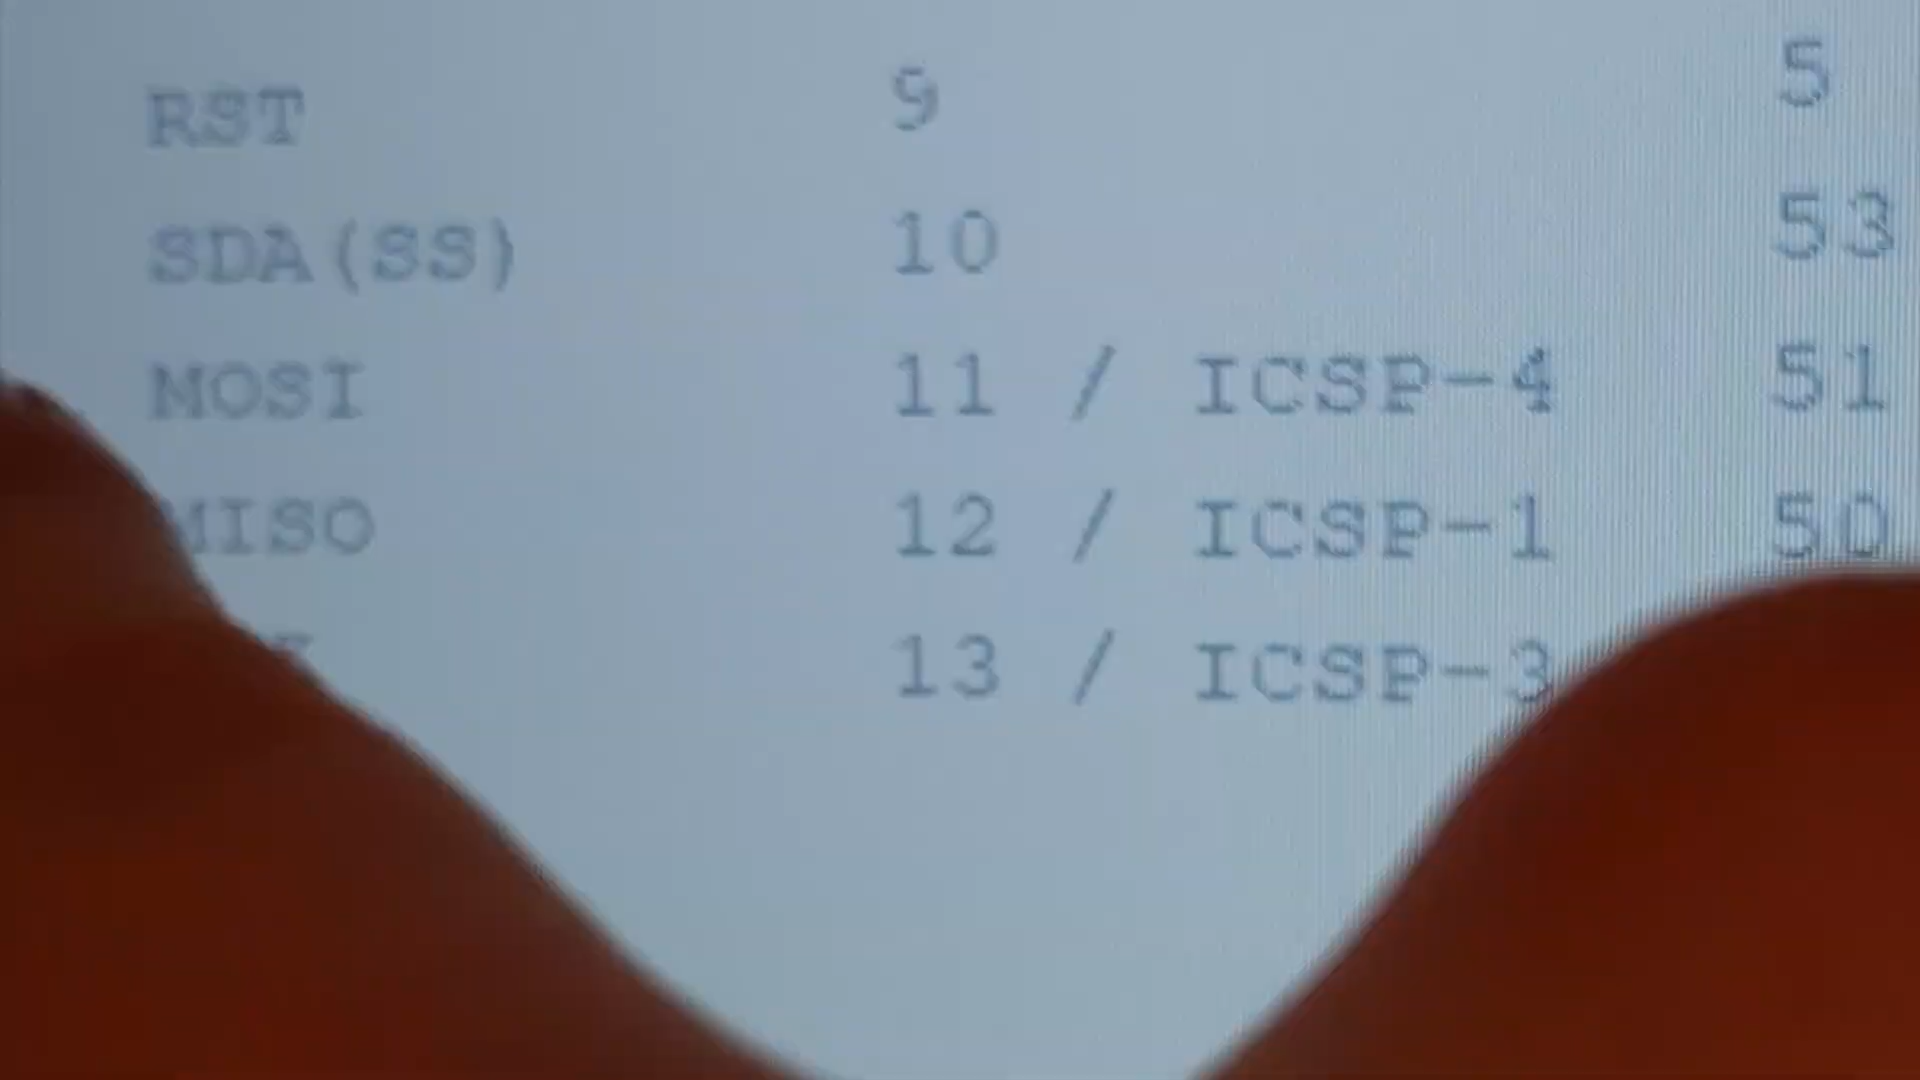 RST 9 5
SDA(SS) 10 53
MOSI 11 / ICSP-4 51
MISO 12 / ICSP-1 50
13 / ICSP-3